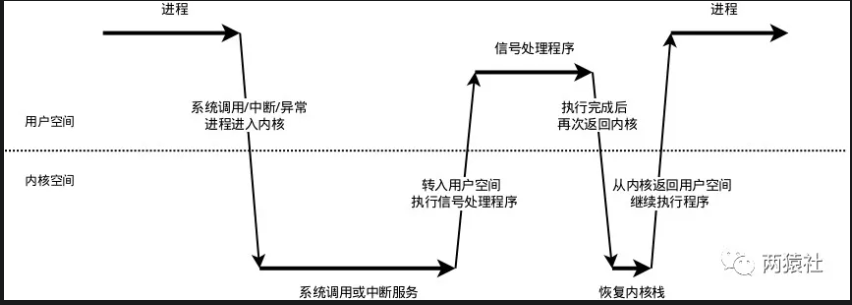 进程
进程
信号处理程序
系统调用/中断/异常
进程进入内核
执行完成后
再次返回内核
用户空间
内核空间
转入用户空间
执行信号处理程序
从内核返回用户空间
继续执行程序
两猿社
系统调用或中断服务
恢复内核栈